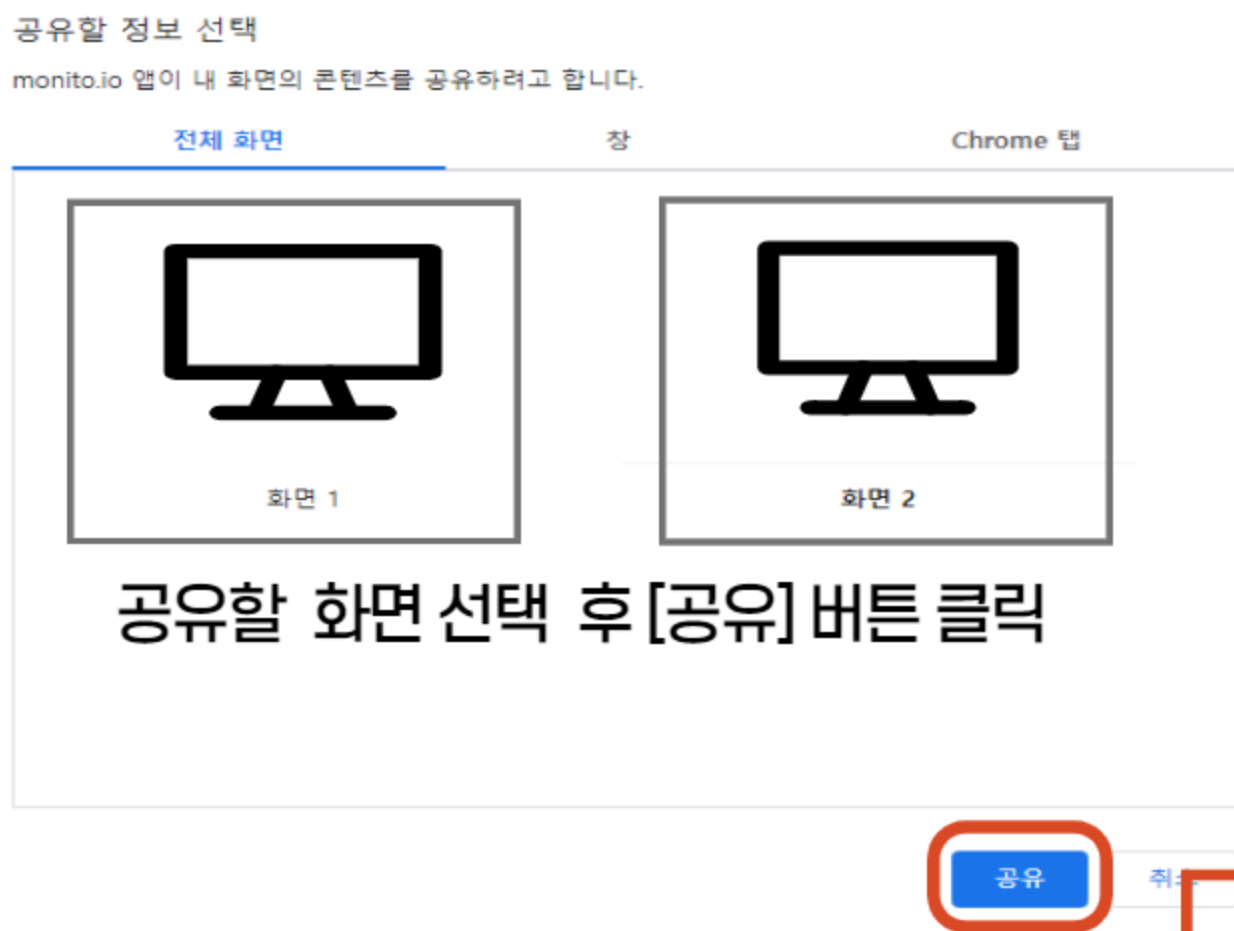 공유할 정보 선택
monito.io 앱이 내 화면의 콘텐츠를 공유하려고 합니다.
전체 화면 창 Chrome 탭
화면 1 화면 2
공유할 화면 선택 후 [공유] 버튼 클릭
공유